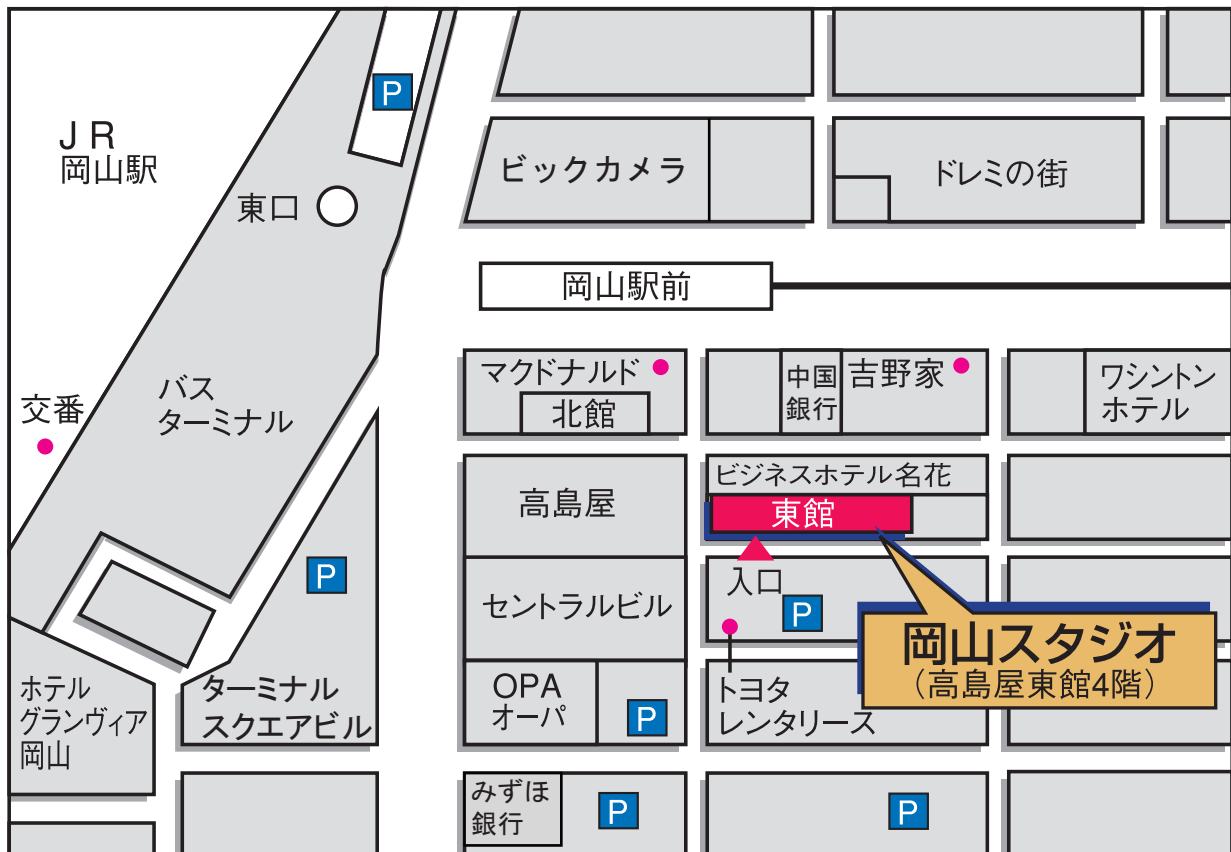 P
JR
岡山駅
東口
ビックカメラ
ドレミの街
岡山駅前
バス
ターミナル
交番
マクドナルド
北館
中国
銀行
吉野家
ワシントン
ホテル
高島屋
ビジネスホテル名花
東館
入口
P
P
セントラルビル
岡山スタジオ
(高島屋東館4階)
ホテル
グランヴィア
岡山
ターミナル
スクエアビル
OPA
オーパ
P
トヨタ
レンタリース
みずほ
銀行
P
P